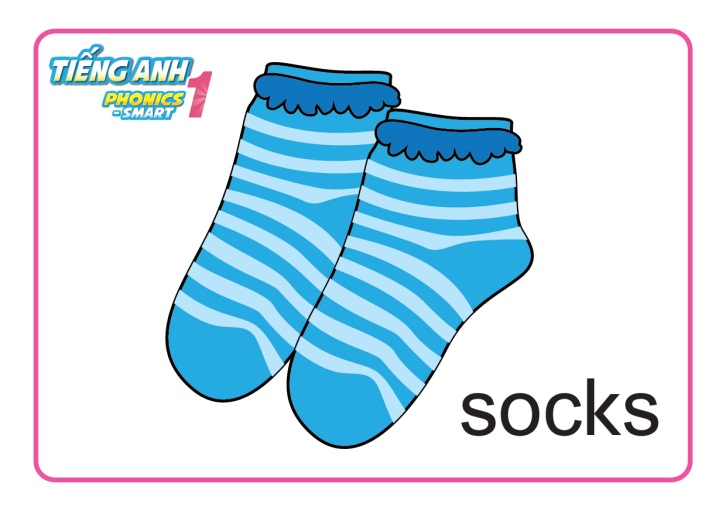 TIẾNG ANH
PHONICS 1
- SMART
socks